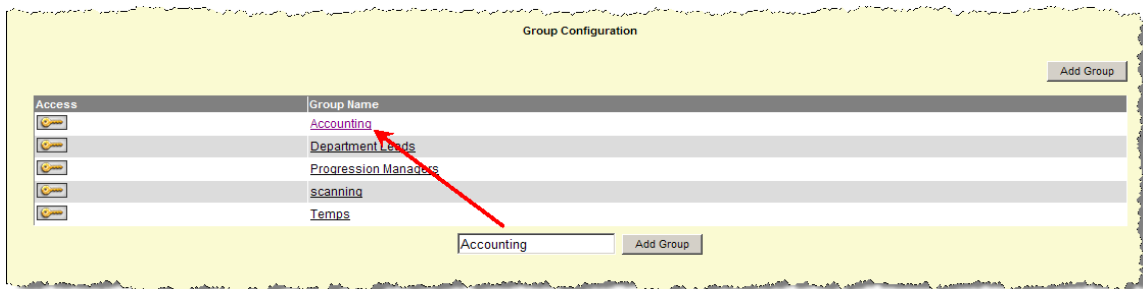 Group Configuration
Add Group
Access Group Name
Accounting
Department Leads
Progression Managers
scanning
Temps
Accounting Add Group